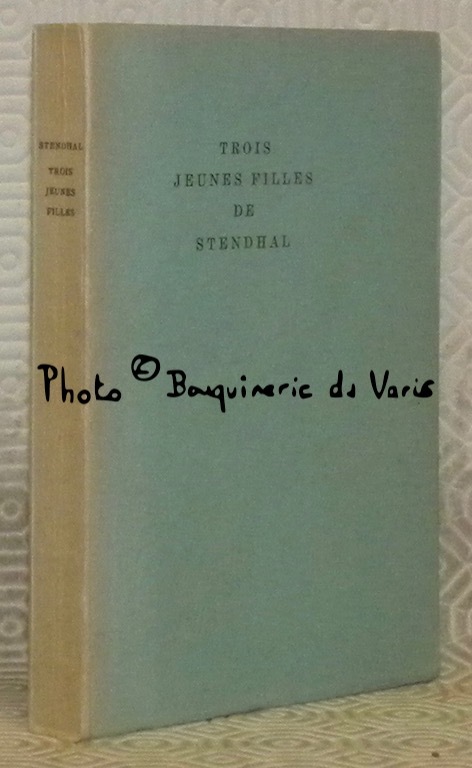 STENDHAL
TROIS
JEUNES
FILLES
TROIS
JEUNES FILLES
DE
STENDHAL
Photo © Bouquinerie du Varis